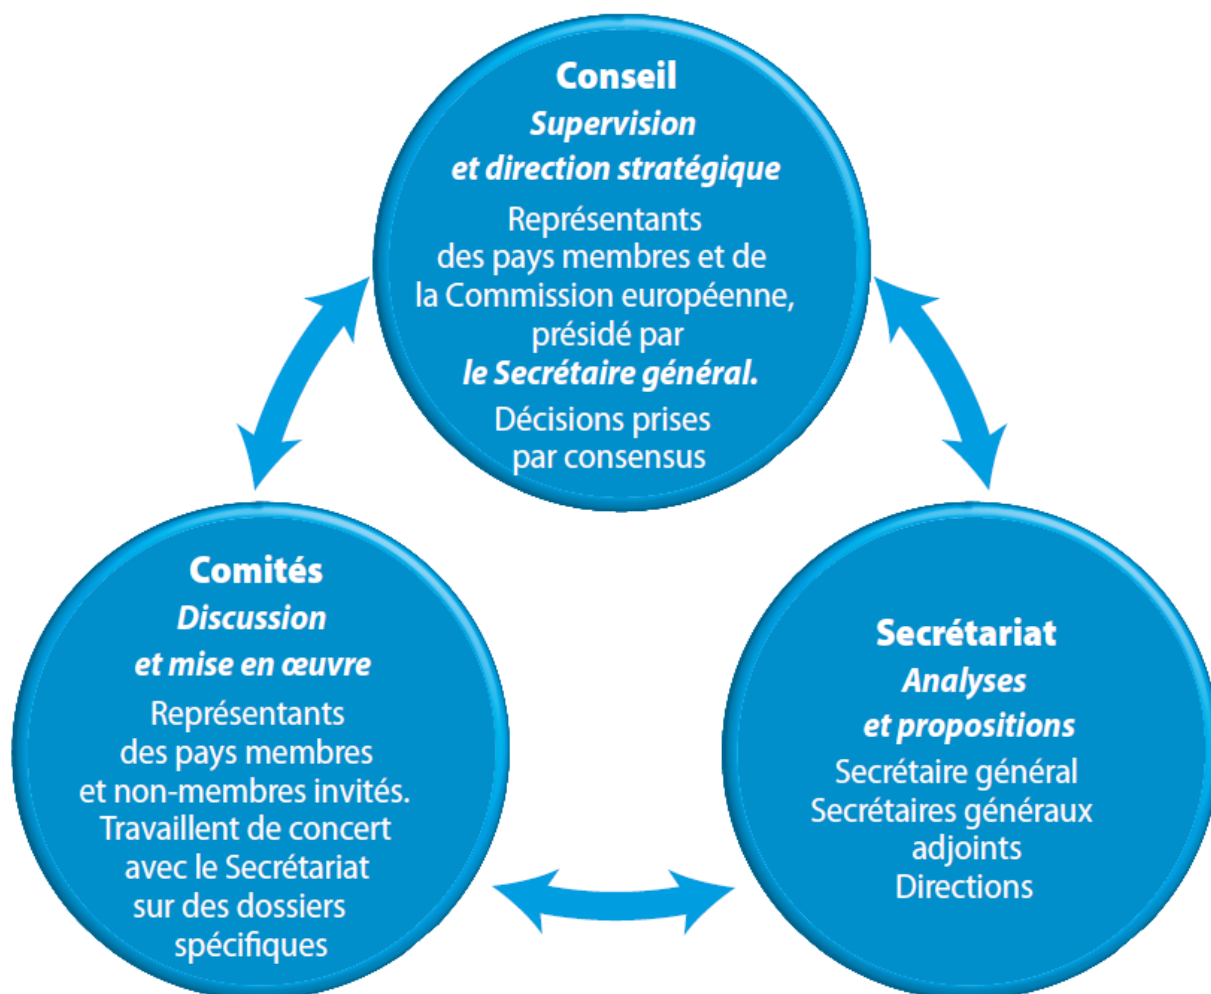 Conseil
Supervision
et direction stratégique
Représentants
des pays membres et de
la Commission européenne,
présidé par
le Secrétaire général.
Décisions prises
par consensus
Comités
Discussion
et mise en œuvre
Représentants
des pays membres
et non-membres invités.
Travaillent de concert
avec le Secrétariat
sur des dossiers
spécifiques
Secrétariat
Analyses
et propositions
Secrétaire général
Secrétaires généraux
adjoints
Directions